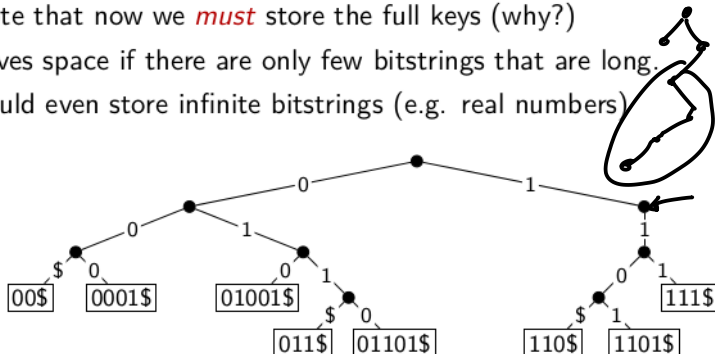 te that now we must store the full keys (why?)
ves space if there are only few bitstrings that are long.
uld even store infinite bitstrings (e.g. real numbers)
0 1
0 1 1
$ 0 0 1 0 1
00$ 0001$ 01001$ 111$
$ 0 $ 1
011$ 01101$ 110$ 1101$